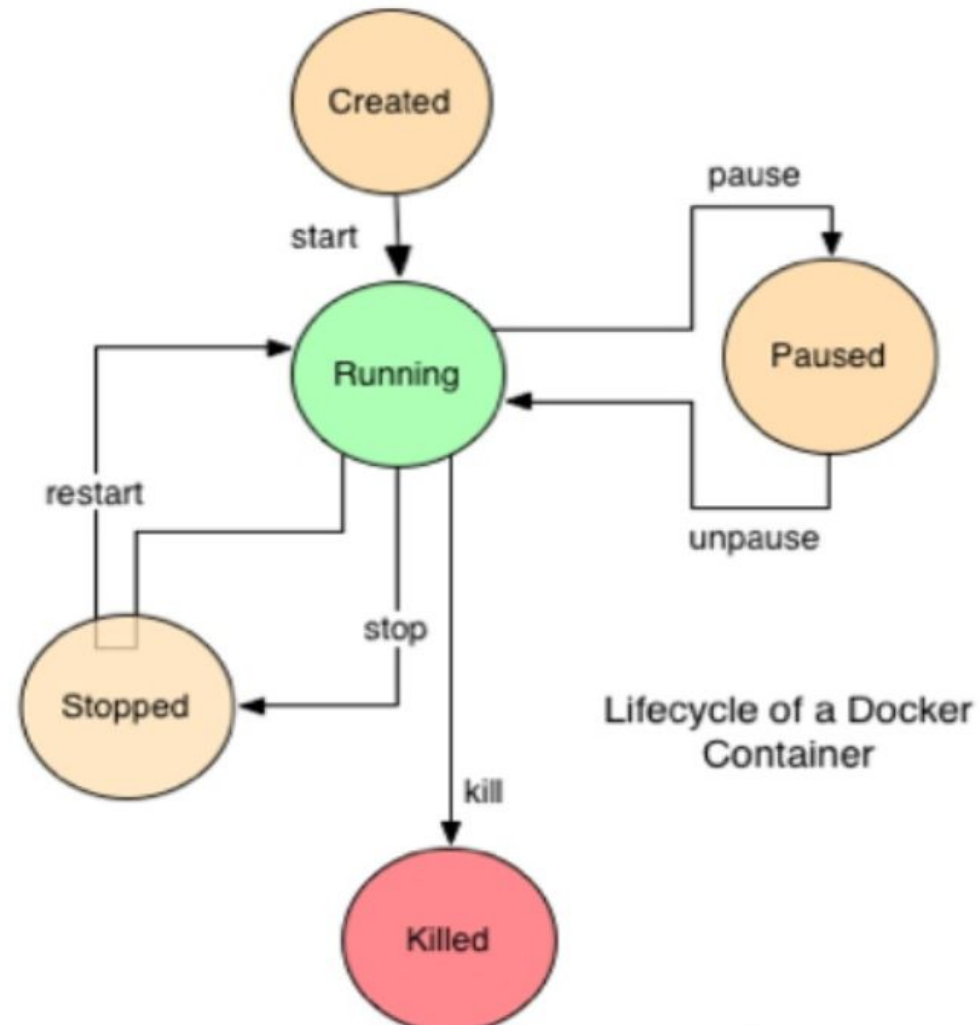 Created
pause
start
Paused
Running
restart
unpause
stop
Stopped
Lifecycle of a Docker
Container
kill
Killed